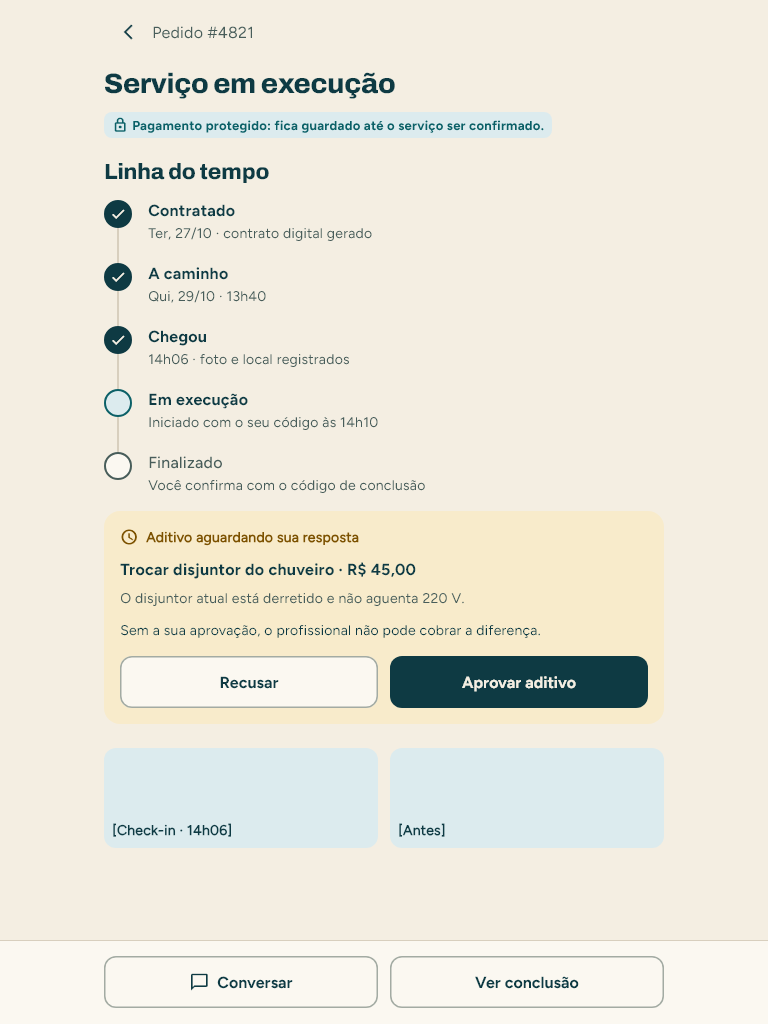 Pedido #4821
Serviço em execução
Pagamento protegido: fica guardado até o serviço ser confirmado.
Linha do tempo
Contratado
Ter, 27/10 · contrato digital gerado
A caminho
Qui, 29/10 · 13h40
Chegou
14h06 · foto e local registrados
Em execução
Iniciado com o seu código às 14h10
Finalizado
Você confirma com o código de conclusão
Aditivo aguardando sua resposta
Trocar disjuntor do chuveiro · R$ 45,00
O disjuntor atual está derretido e não aguenta 220 V.
Sem a sua aprovação, o profissional não pode cobrar a diferença.
Recusar
Aprovar aditivo
[Check-in · 14h06]
[Antes]
Conversar
Ver conclusão